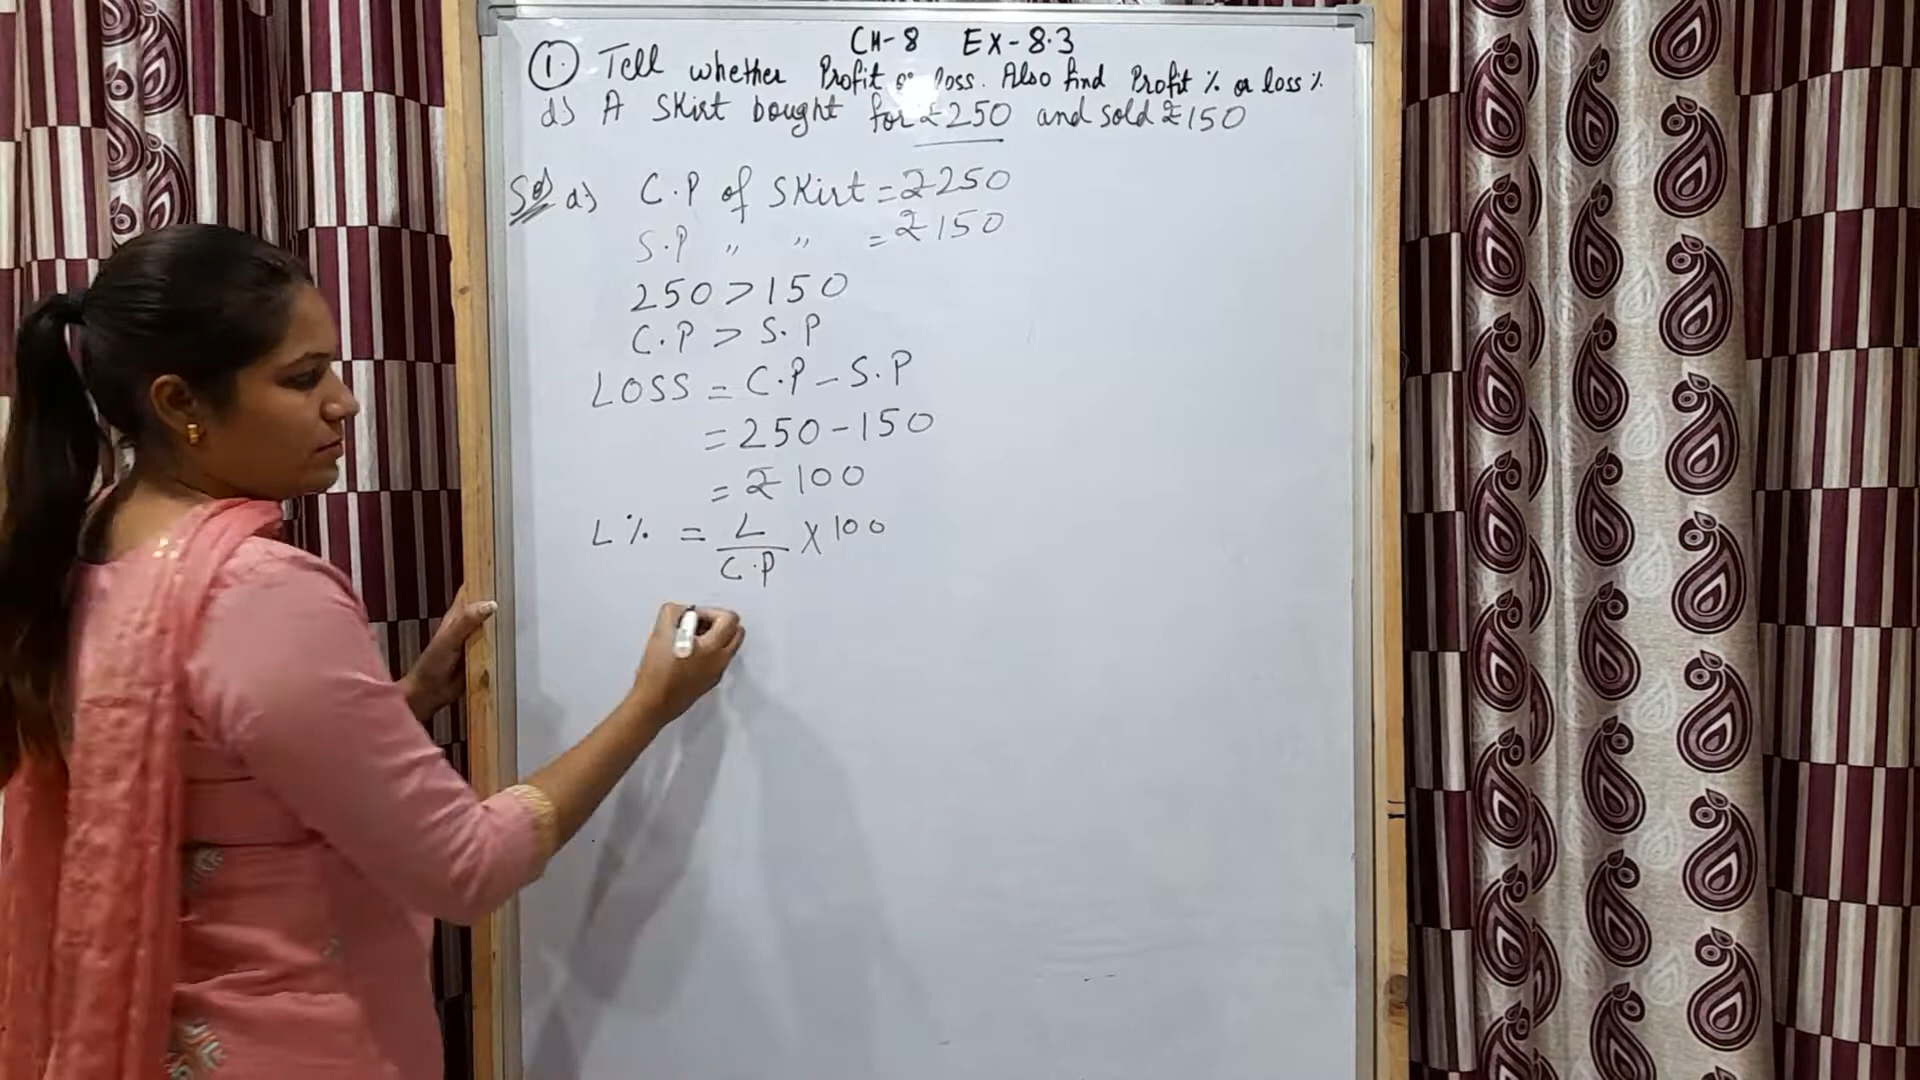 CH-8 EX-8.3
① Tell whether Profit or loss. Also find Profit % or loss %
d) A Skirt bought for ₹250 and sold ₹150
Sol d) C.P of Skirt = ₹250
S.P " " = ₹150
250 > 150
C.P > S.P
LOSS = C.P - S.P
= 250 - 150
= ₹100
L% = L/C.P X 100